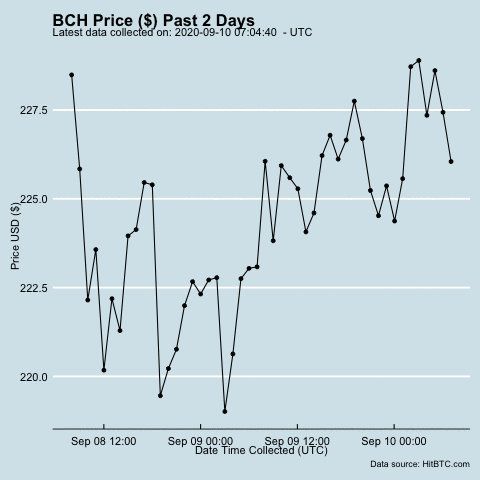 BCH Price ($) Past 2 Days
Latest data collected on: 2020-09-10 07:04:40 - UTC
227.5
225.0
222.5
220.0
Price USD ($)
Sep 08 12:00
Sep 09 00:00
Sep 09 12:00
Sep 10 00:00
Date Time Collected (UTC)
Data source: HitBTC.com